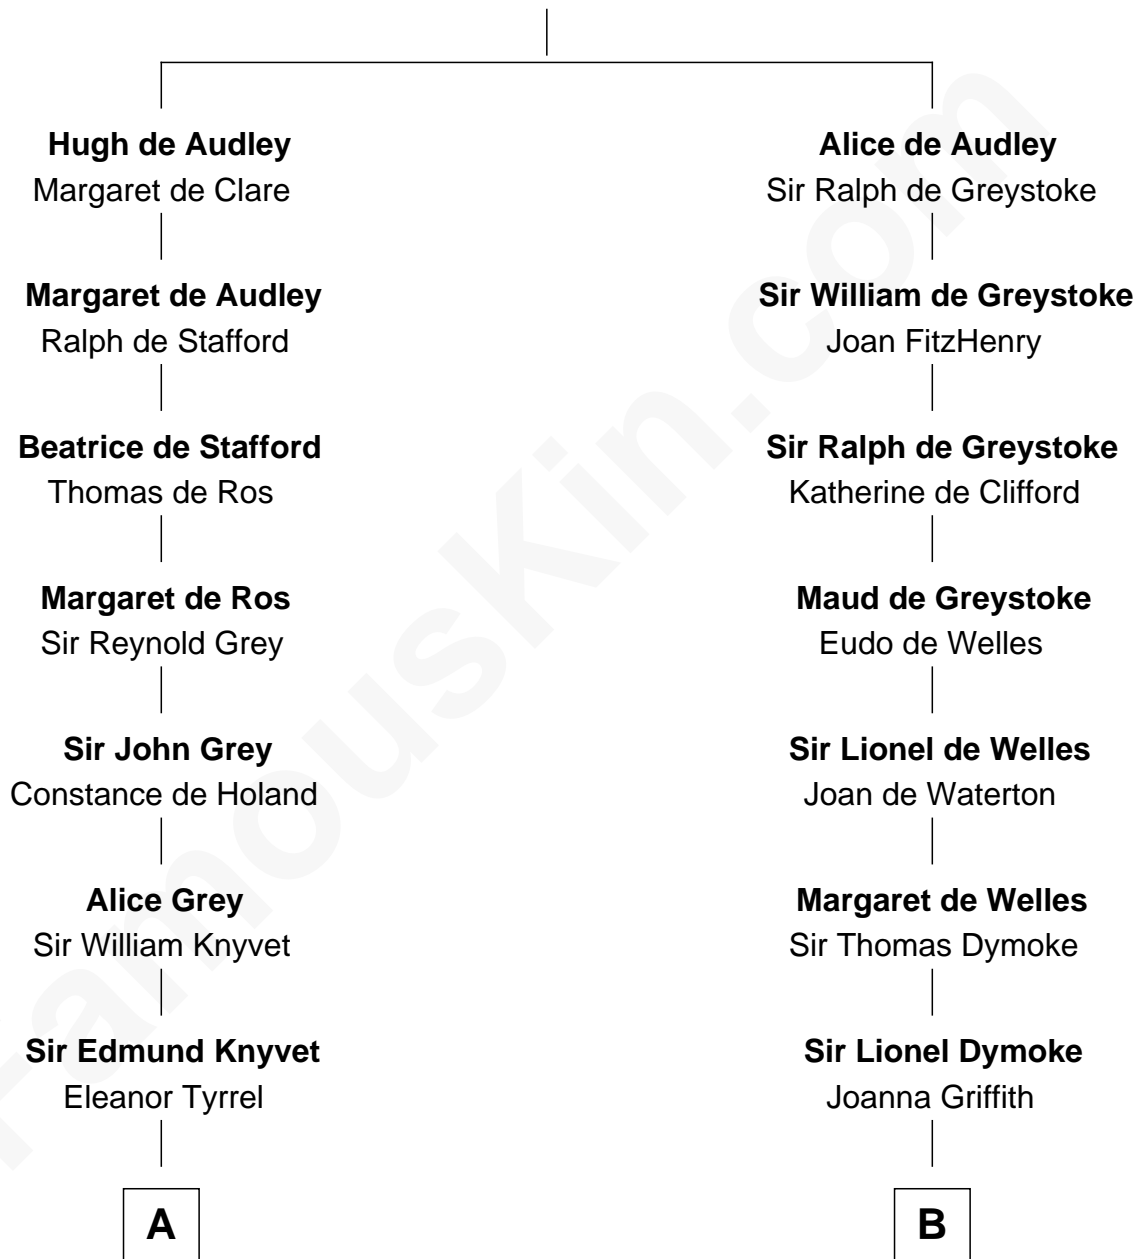 Hugh de Audley
Margaret de Clare
Margaret de Audley
Ralph de Stafford
Beatrice de Stafford
Thomas de Ros
Margaret de Ros
Sir Reynold Grey
Sir John Grey
Constance de Holand
Alice Grey
Sir William Knyvet
Sir Edmund Knyvet
Eleanor Tyrrel
A
Alice de Audley
Sir Ralph de Greystoke
Sir William de Greystoke
Joan FitzHenry
Sir Ralph de Greystoke
Katherine de Clifford
Maud de Greystoke
Eudo de Welles
Sir Lionel de Welles
Joan de Waterton
Margaret de Welles
Sir Thomas Dymoke
Sir Lionel Dymoke
Joanna Griffith
B
FamousKin.com